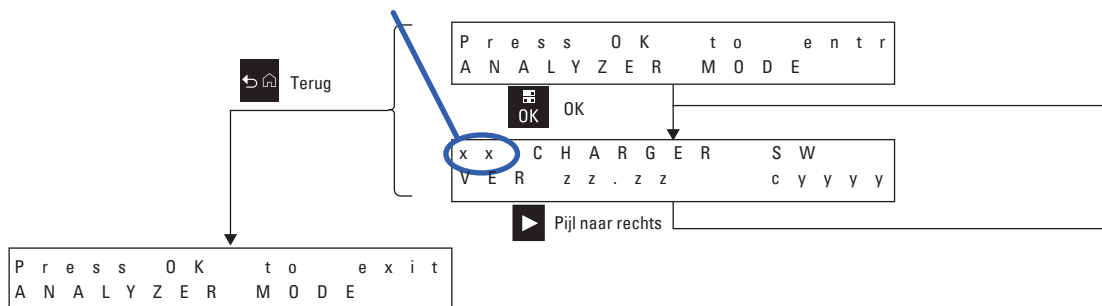 Press OK to entr
ANALYZER MODE
Terug
OK
OK
xx CHARGER SW
VER zz.zz cyyyy
Pijl naar rechts
Press OK to exit
ANALYZER MODE